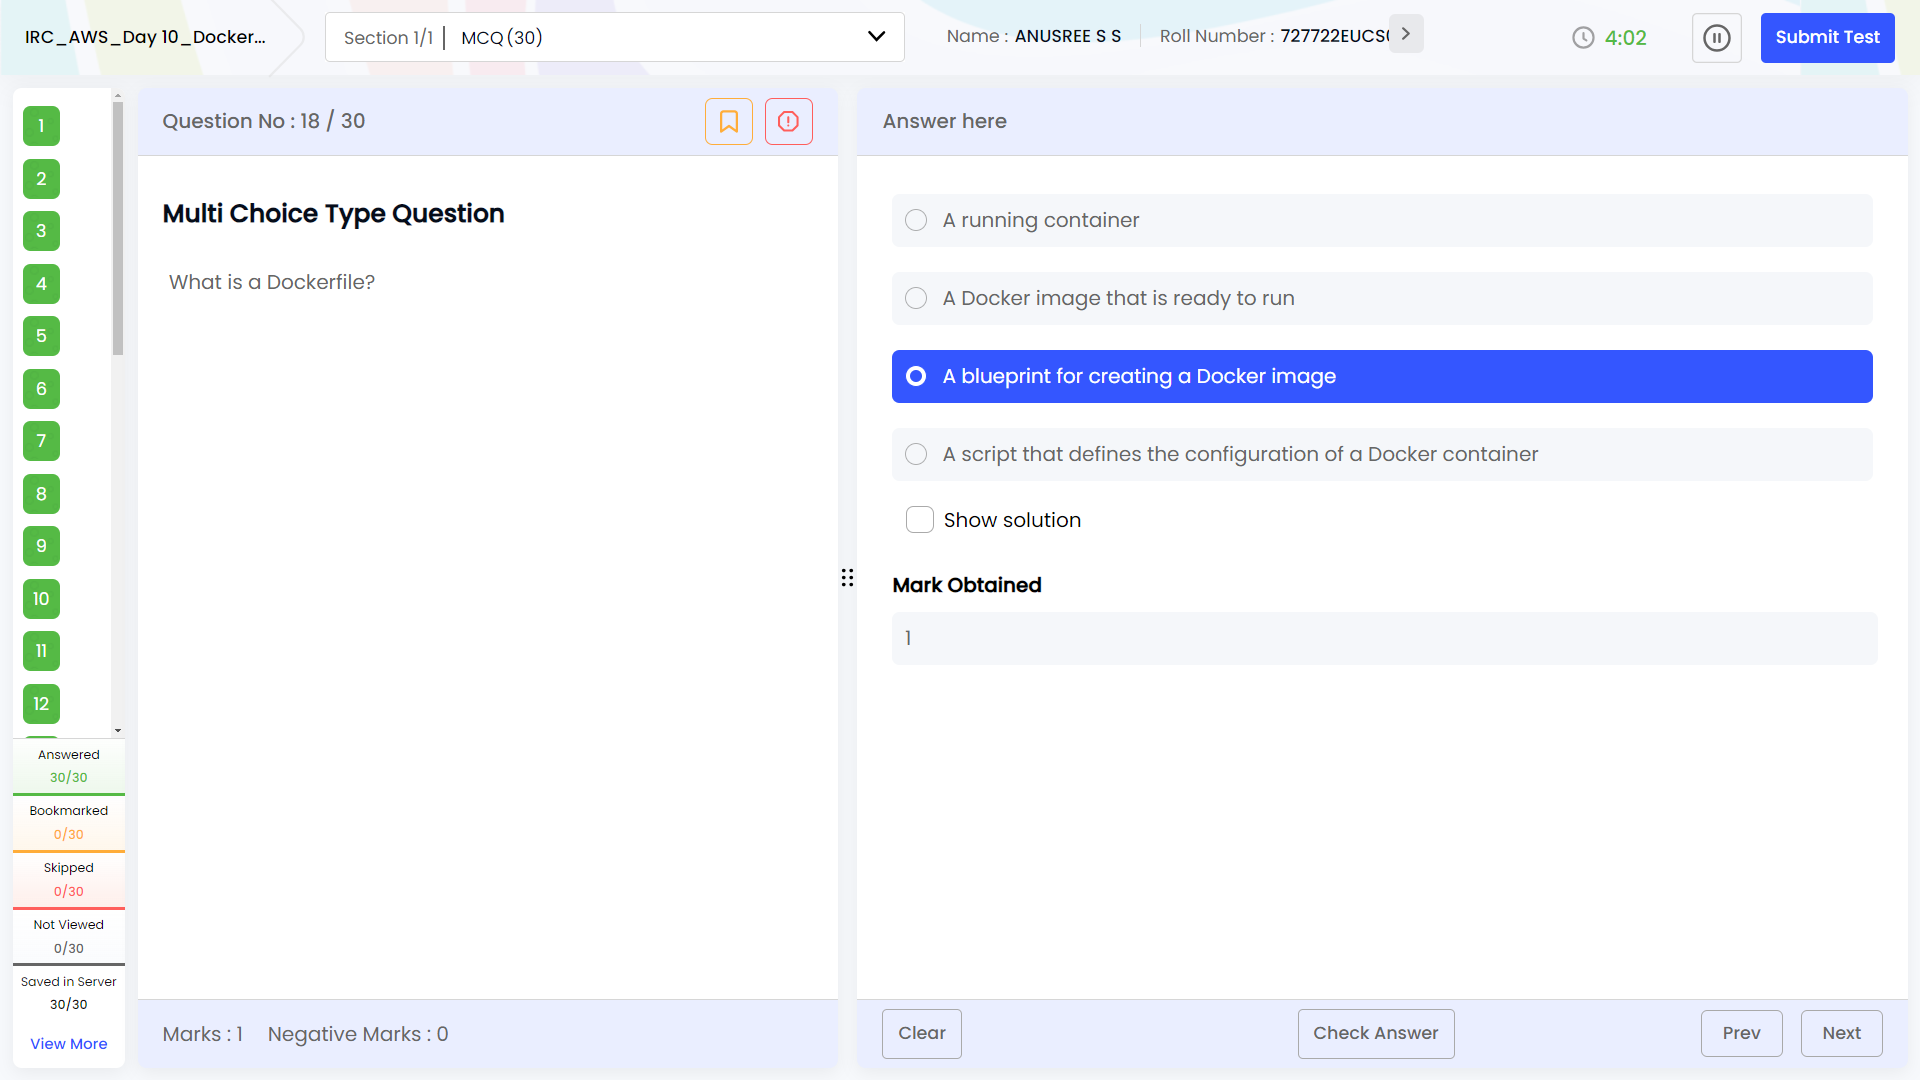 IRC_AWS_Day 10_Docker...
Section 1/1 | MCQ (30)
Name : ANUSREE S S
Roll Number :
4:02
Submit Test
1
2
3
4
5
6
7
8
9
10
11
12
Answered
30/30
Bookmarked
0/30
Skipped
0/30
Not Viewed
0/30
Saved in Server
30/30
View More
Question No : 18 / 30
Multi Choice Type Question
What is a Dockerfile?
Marks : 1 Negative Marks : 0
Answer here
A running container
A Docker image that is ready to run
A blueprint for creating a Docker image
A script that defines the configuration of a Docker container
Show solution
Mark Obtained
1
Clear
Check Answer
Prev
Next